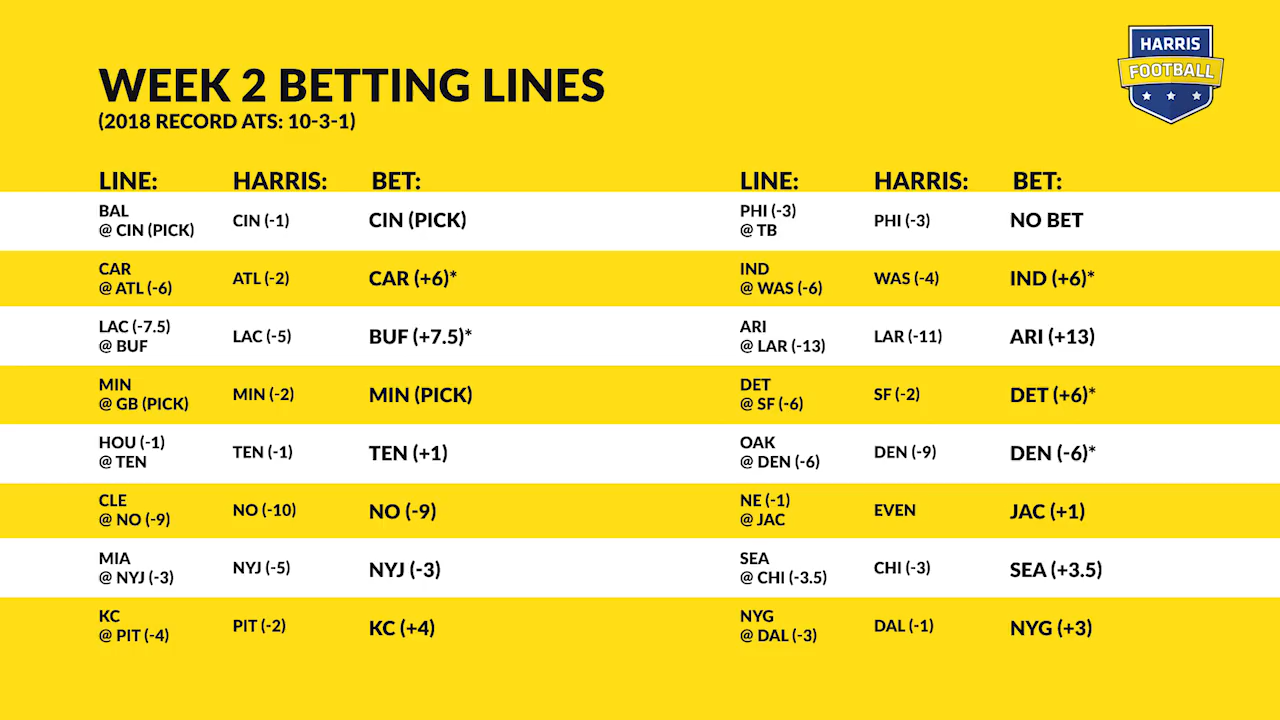 HARRIS
FOOTBALL
WEEK 2 BETTING LINES
(2018 RECORD ATS: 10-3-1)
LINE: HARRIS: BET:
BAL
@ CIN (PICK) CIN (-1) CIN (PICK)
CAR
@ ATL (-6) ATL (-2) CAR (+6)*
LAC (-7.5)
@ BUF LAC (-5) BUF (+7.5)*
MIN
@ GB (PICK) MIN (-2) MIN (PICK)
HOU (-1)
@ TEN TEN (-1) TEN (+1)
CLE
@ NO (-9) NO (-10) NO (-9)
MIA
@ NYJ (-3) NYJ (-5) NYJ (-3)
KC
@ PIT (-4) PIT (-2) KC (+4)
LINE: HARRIS: BET:
PHI (-3)
@ TB PHI (-3) NO BET
IND
@ WAS (-6) WAS (-4) IND (+6)*
ARI
@ LAR (-13) LAR (-11) ARI (+13)
DET
@ SF (-6) SF (-2) DET (+6)*
OAK
@ DEN (-6) DEN (-9) DEN (-6)*
NE (-1)
@ JAC EVEN JAC (+1)
SEA
@ CHI (-3.5) CHI (-3) SEA (+3.5)
NYG
@ DAL (-3) DAL (-1) NYG (+3)